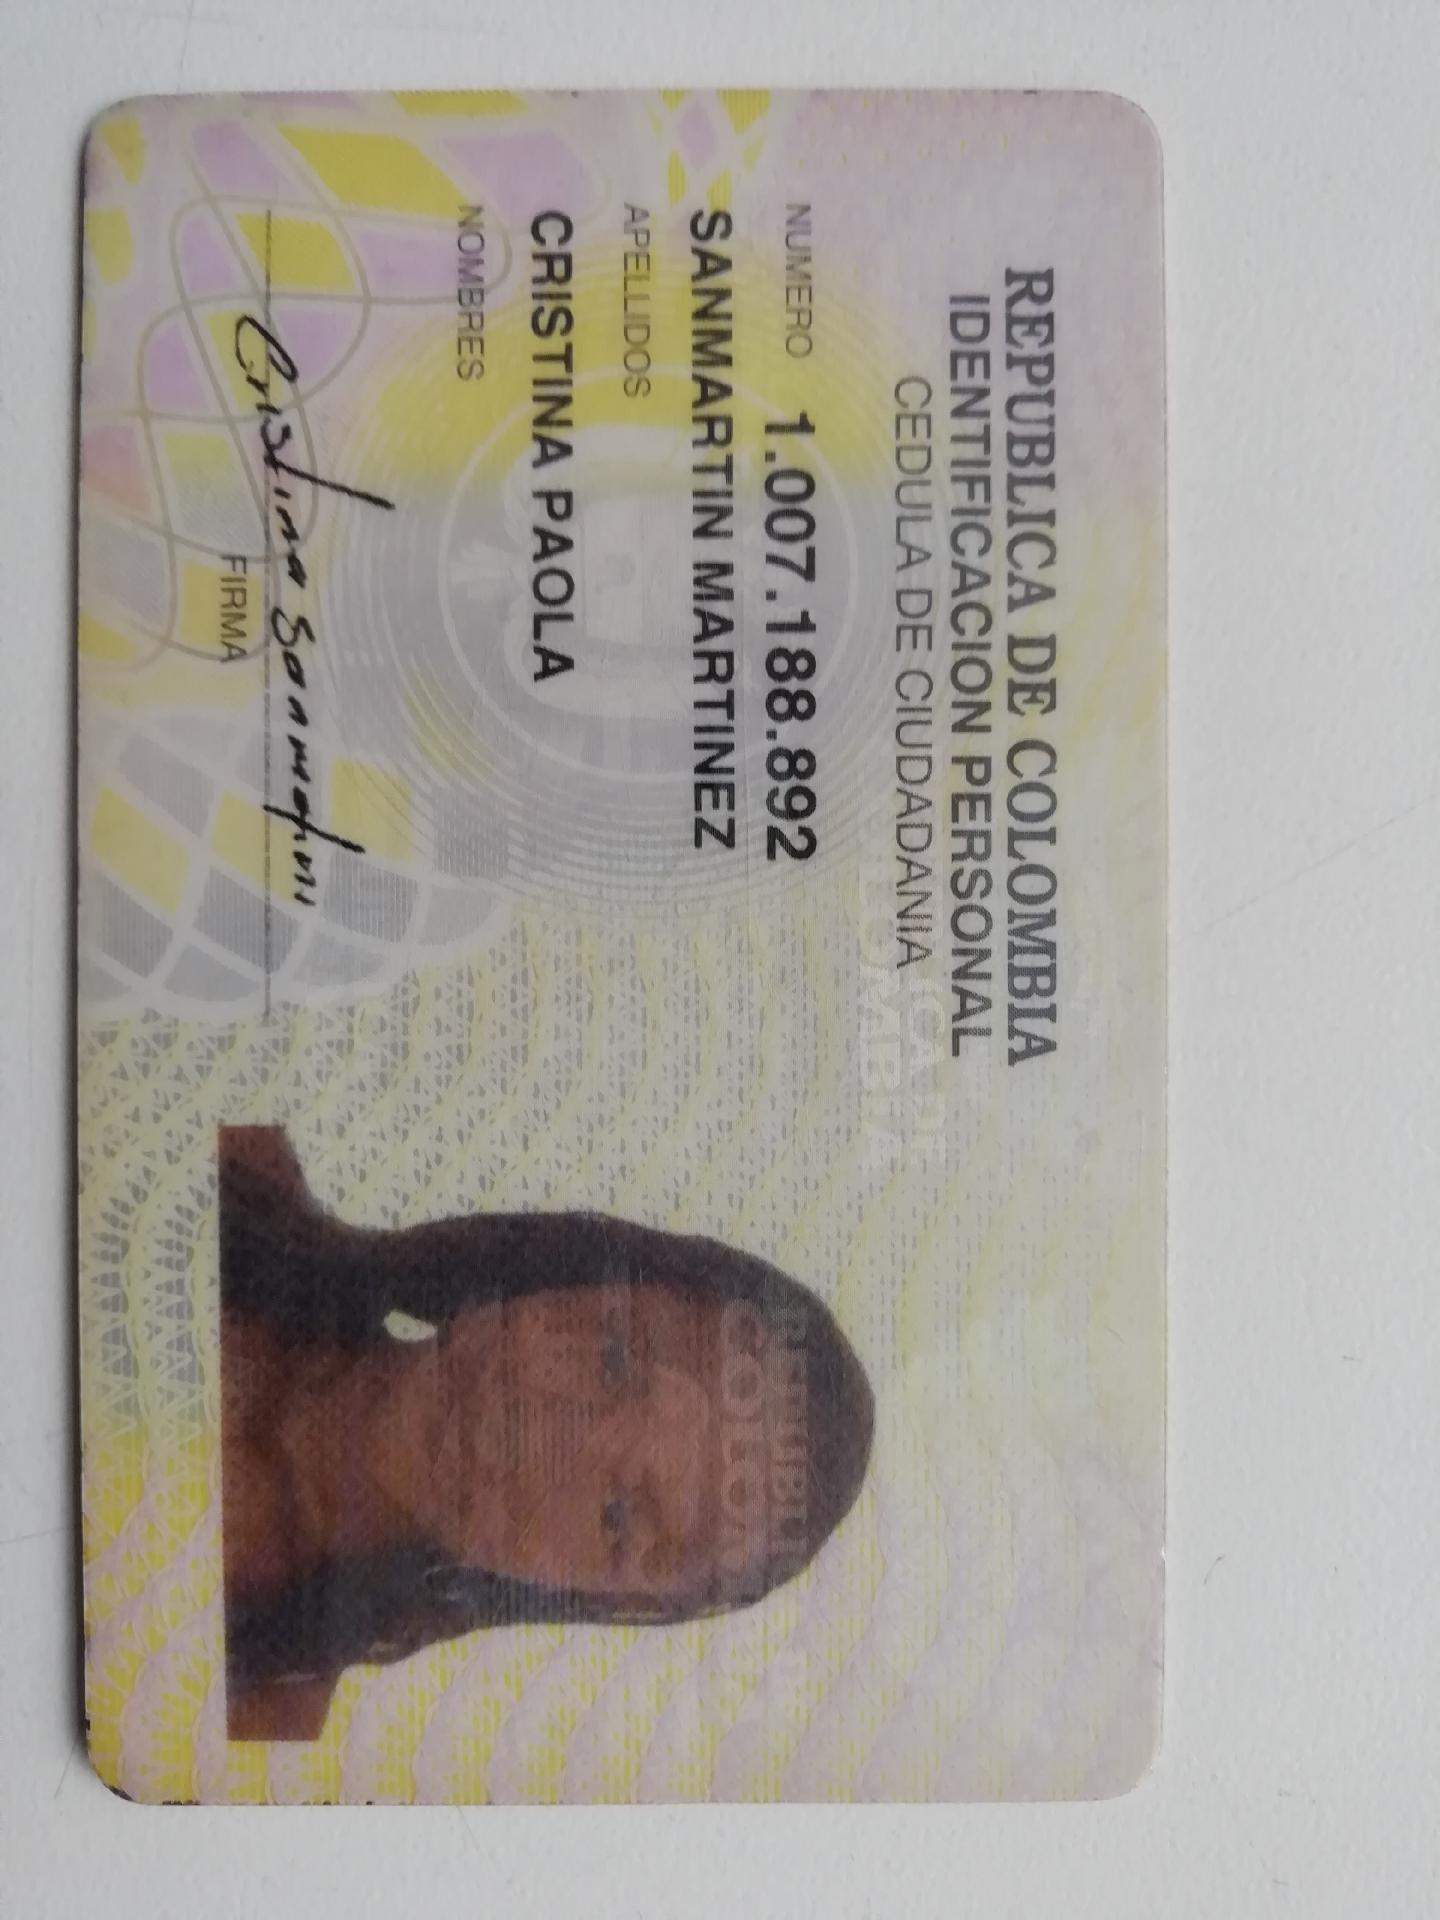 REPUBLICA DE COLOMBIA
IDENTIFICACION PERSONAL
CEDULA DE CIUDADANIA
NUMERO 1.007.188.892
SANMARTIN MARTINEZ
APELLIDOS
CRISTINA PAOLA
NOMBRES
Cristina Sanmartin
FIRMA